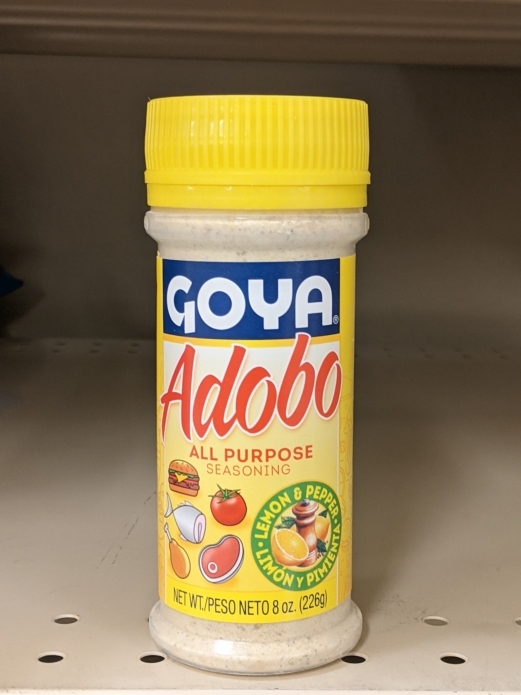 GOYA®
Adobo
ALL PURPOSE
SEASONING
LEMON & PEPPER
LIMÓN Y PIMIENTA
NET WT./PESO NETO 8 oz. (226g)